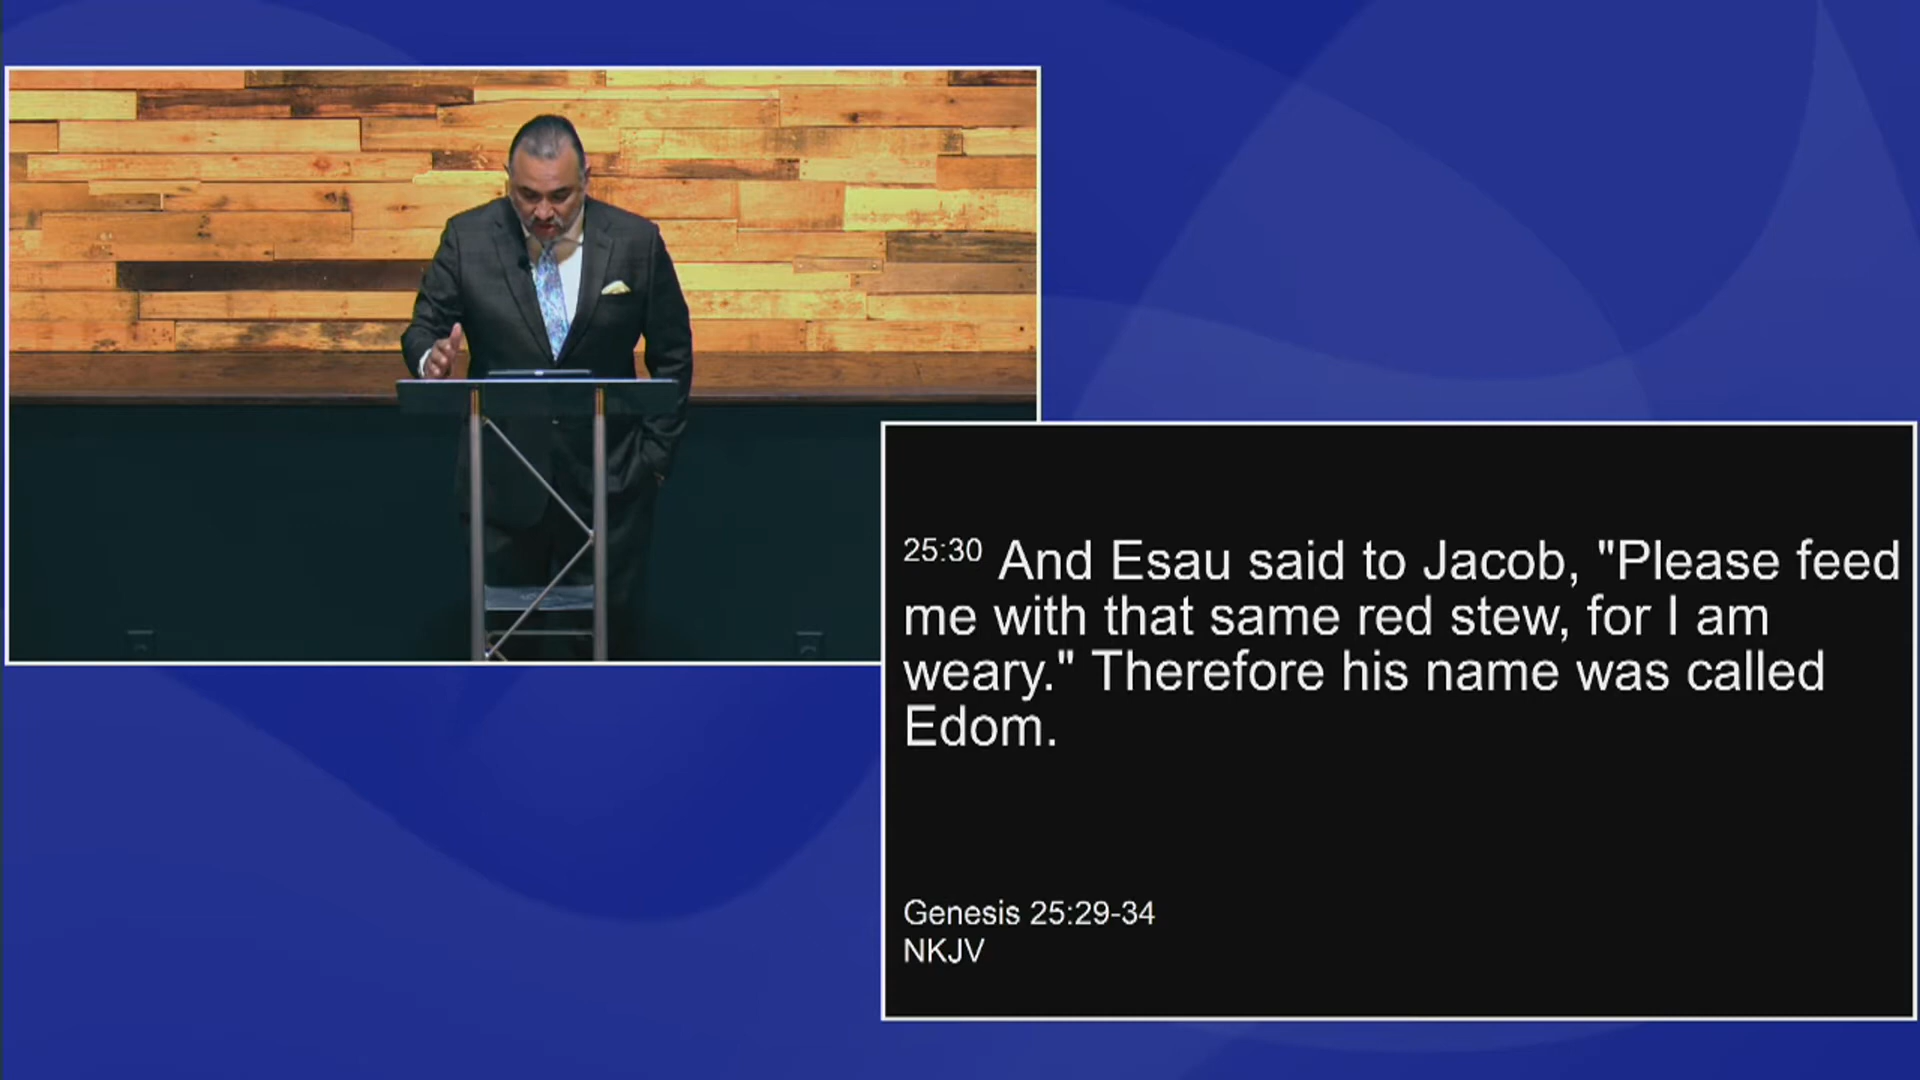 25:30 And Esau said to Jacob, "Please feed
me with that same red stew, for I am
weary." Therefore his name was called
Edom.
Genesis 25:29-34
NKJV